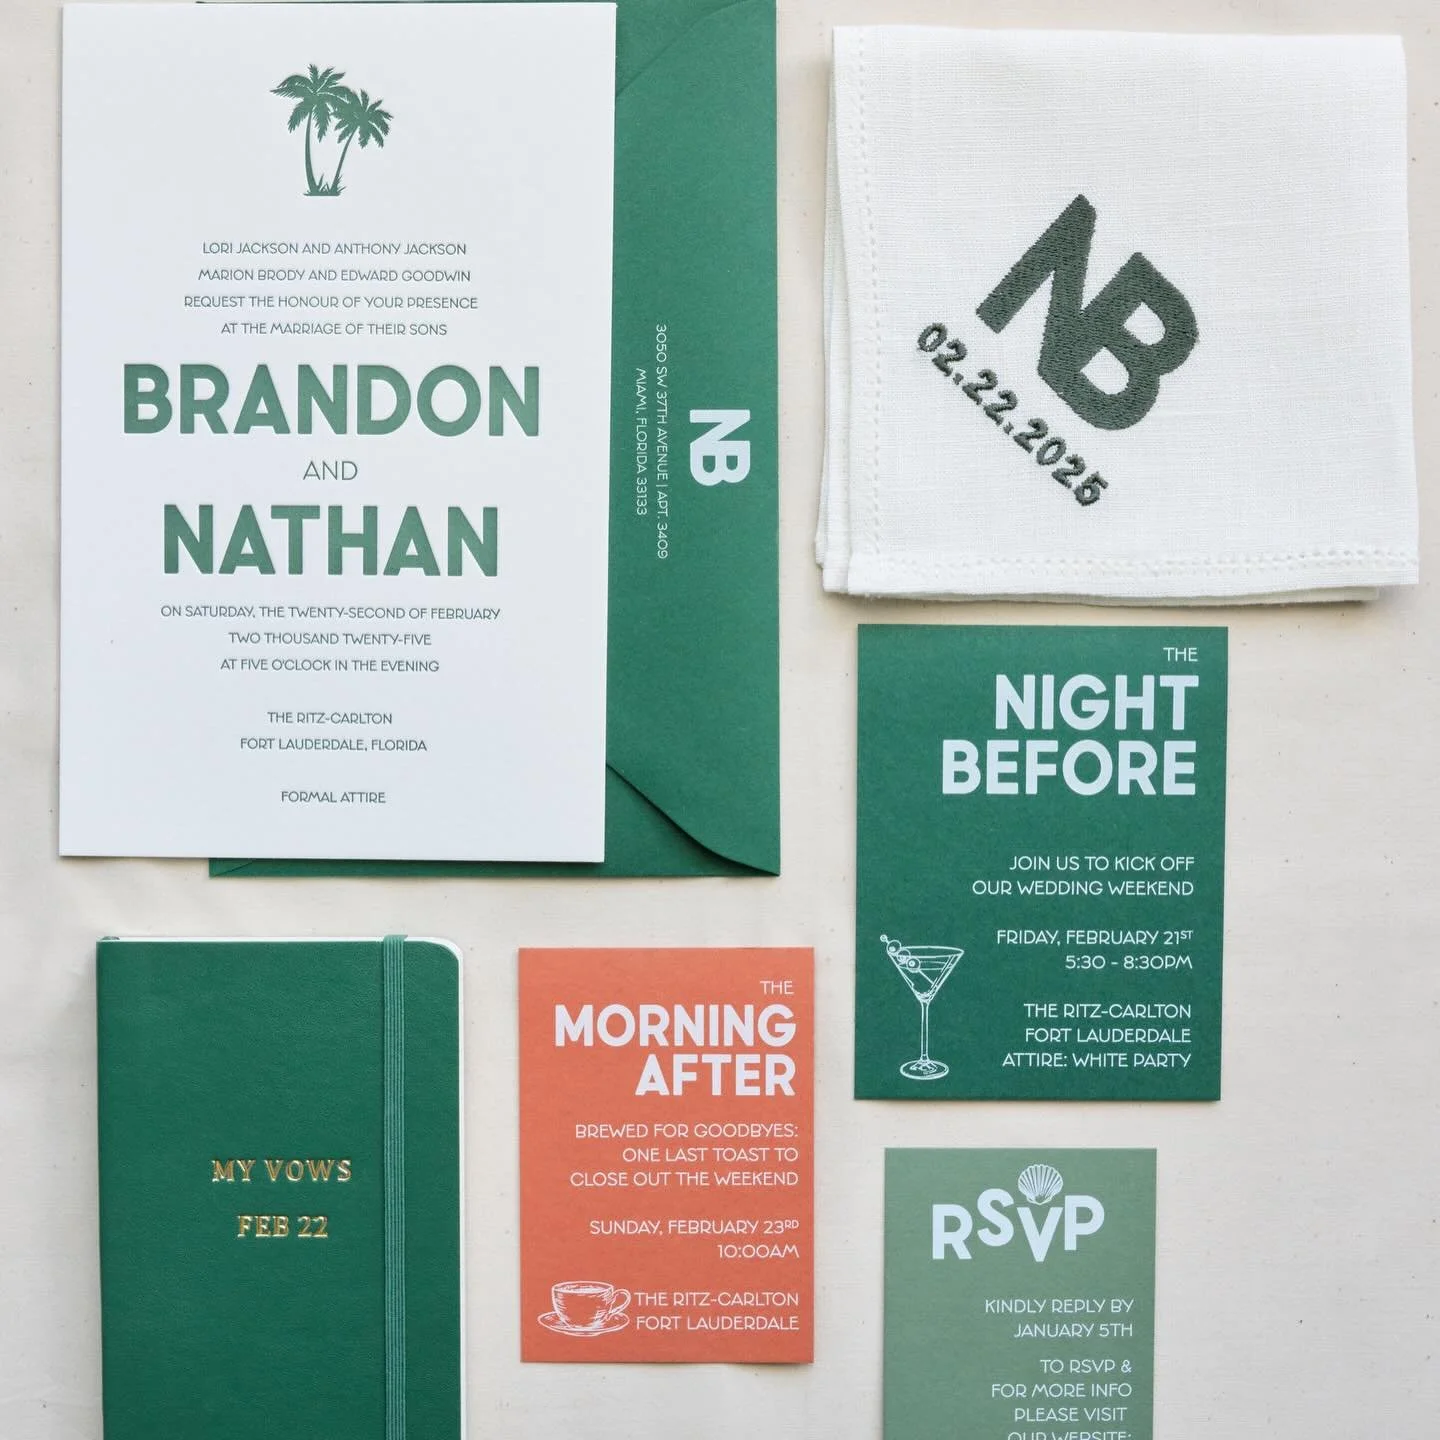 LORI JACKSON AND ANTHONY JACKSON
MARION BRODY AND EDWARD GOODWIN
REQUEST THE HONOUR OF YOUR PRESENCE
AT THE MARRIAGE OF THEIR SONS
BRANDON
AND
NATHAN
ON SATURDAY, THE TWENTY-SECOND OF FEBRUARY
TWO THOUSAND TWENTY-FIVE
AT FIVE O'CLOCK IN THE EVENING
THE RITZ-CARLTON
FORT LAUDERDALE, FLORIDA
FORMAL ATTIRE
NB
3050 SW 37TH AVENUE | APT. 3409
MIAMI, FLORIDA 33133
NB
02.22.2025
THE
NIGHT
BEFORE
JOIN US TO KICK OFF
OUR WEDDING WEEKEND
FRIDAY, FEBRUARY 21ST
5:30 - 8:30PM
THE RITZ-CARLTON
FORT LAUDERDALE
ATTIRE: WHITE PARTY
MY VOWS
FEB 22
THE
MORNING
AFTER
BREWED FOR GOODBYES:
ONE LAST TOAST TO
CLOSE OUT THE WEEKEND
SUNDAY, FEBRUARY 23RD
10:00AM
THE RITZ-CARLTON
FORT LAUDERDALE
RSVP
KINDLY REPLY BY
JANUARY 5TH
TO RSVP &
FOR MORE INFO
PLEASE VISIT
OUR WEBSITE: